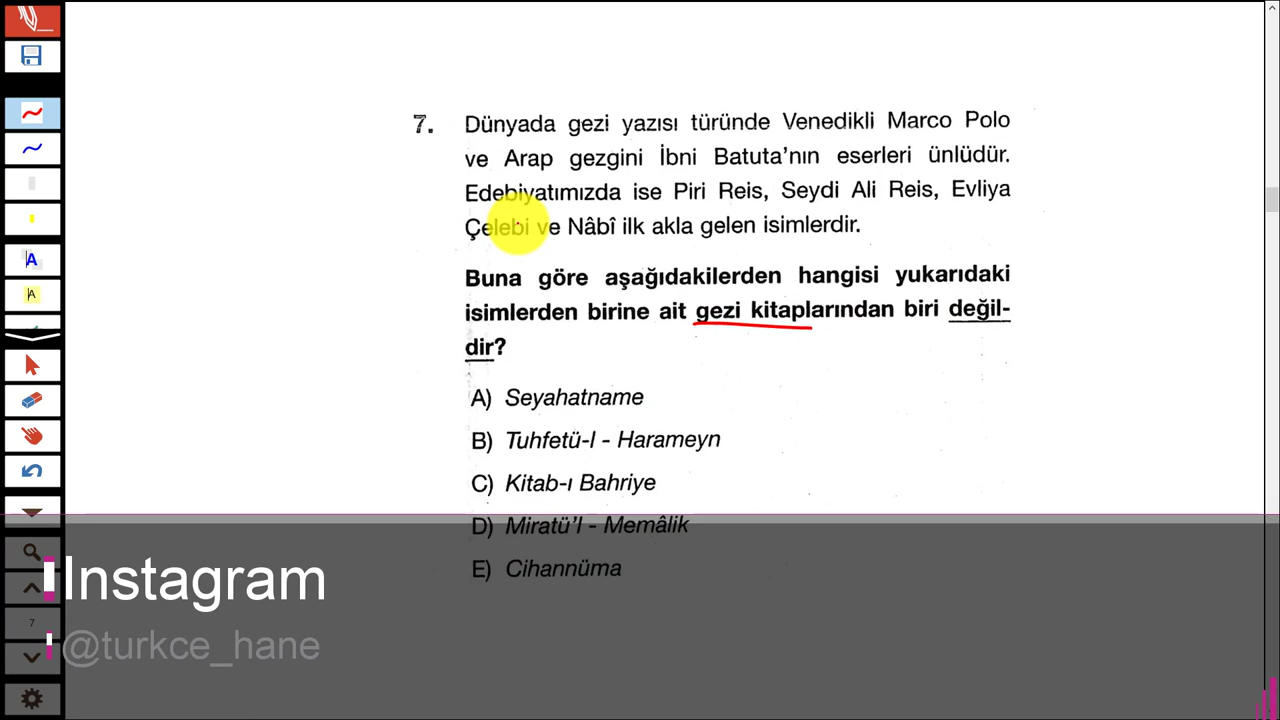 7. Dünyada gezi yazısı türünde Venedikli Marco Polo
ve Arap gezgini İbni Batuta'nın eserleri ünlüdür.
Edebiyatımızda ise Piri Reis, Seydi Ali Reis, Evliya
Çelebi ve Nâbî ilk akla gelen isimlerdir.
Buna göre aşağıdakilerden hangisi yukarıdaki
isimlerden birine ait gezi kitaplarından biri değil-
dir?
A) Seyahatname
B) Tuhfetü-l - Harameyn
C) Kitab-ı Bahriye
D) Miratü'l - Memâlik
E) Cihannüma
Instagram
@turkce_hane
A
A
7